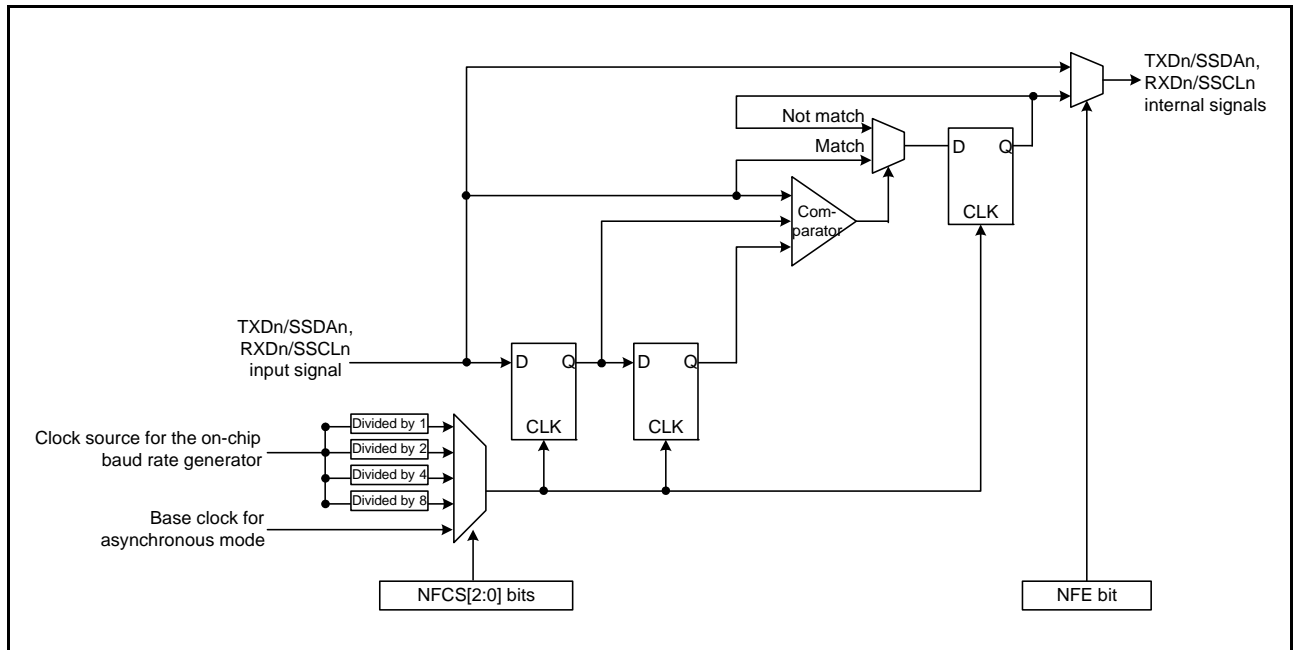 TXDn/SSDAn,
RXDn/SSCLn
internal signals
Not match
Match
D
Q
CLK
Com-
parator
TXDn/SSDAn,
RXDn/SSCLn
input signal
D
Q
CLK
D
Q
CLK
Clock source for the on-chip
baud rate generator
Divided by 1
Divided by 2
Divided by 4
Divided by 8
Base clock for
asynchronous mode
NFCS[2:0] bits
NFE bit